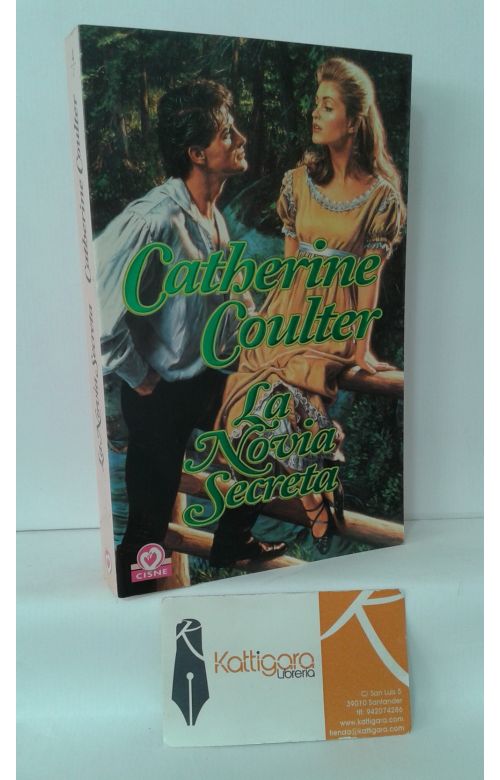 Catherine Coulter
La Novia Secreta
Catherine
Coulter
La
Novia
Secreta
CISNE
Kattigara
Librería
C/ San Luis 5
39010 Santander
tlf: 942074286
www.kattigara.com
tienda@kattigara.com